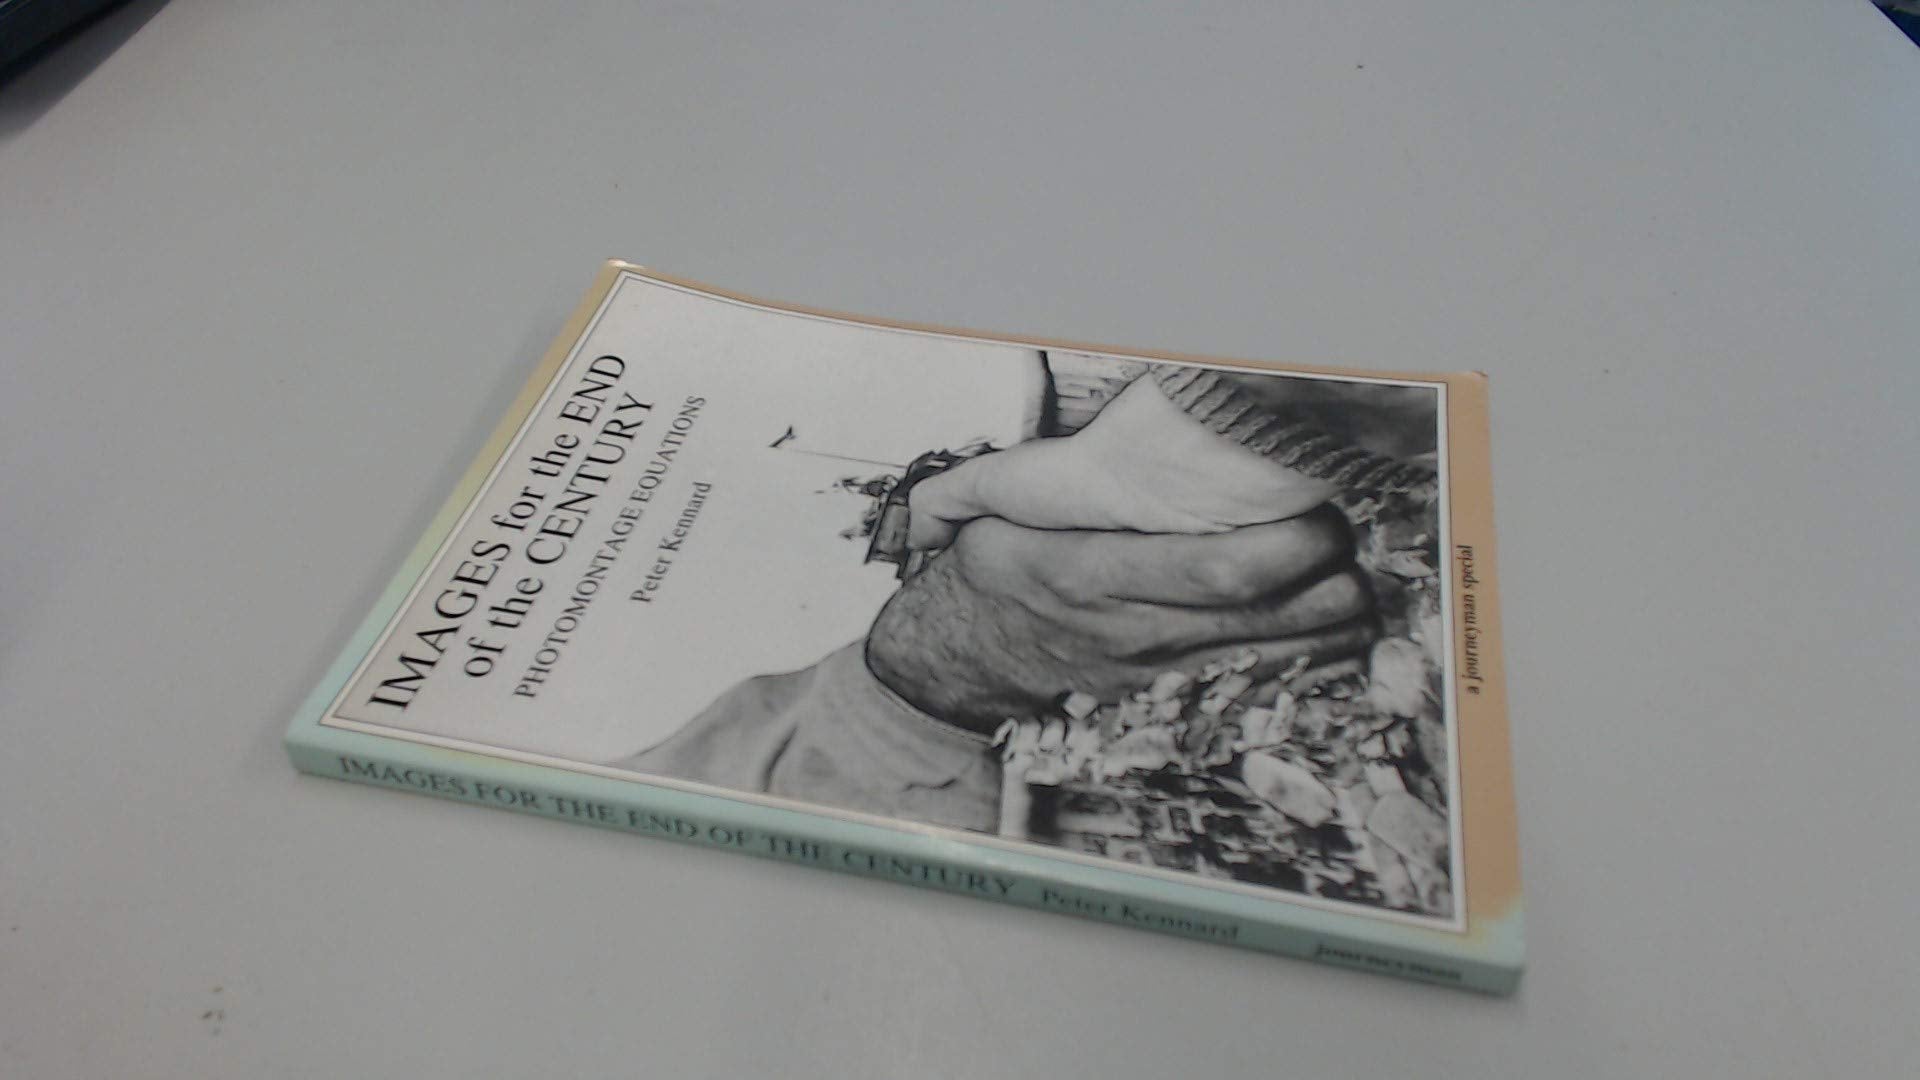 IMAGES for the END
of the CENTURY
PHOTOMONTAGE EQUATIONS
Peter Kennard
a journeyman special
IMAGES FOR THE END OF THE CENTURY Peter Kennard journeyman